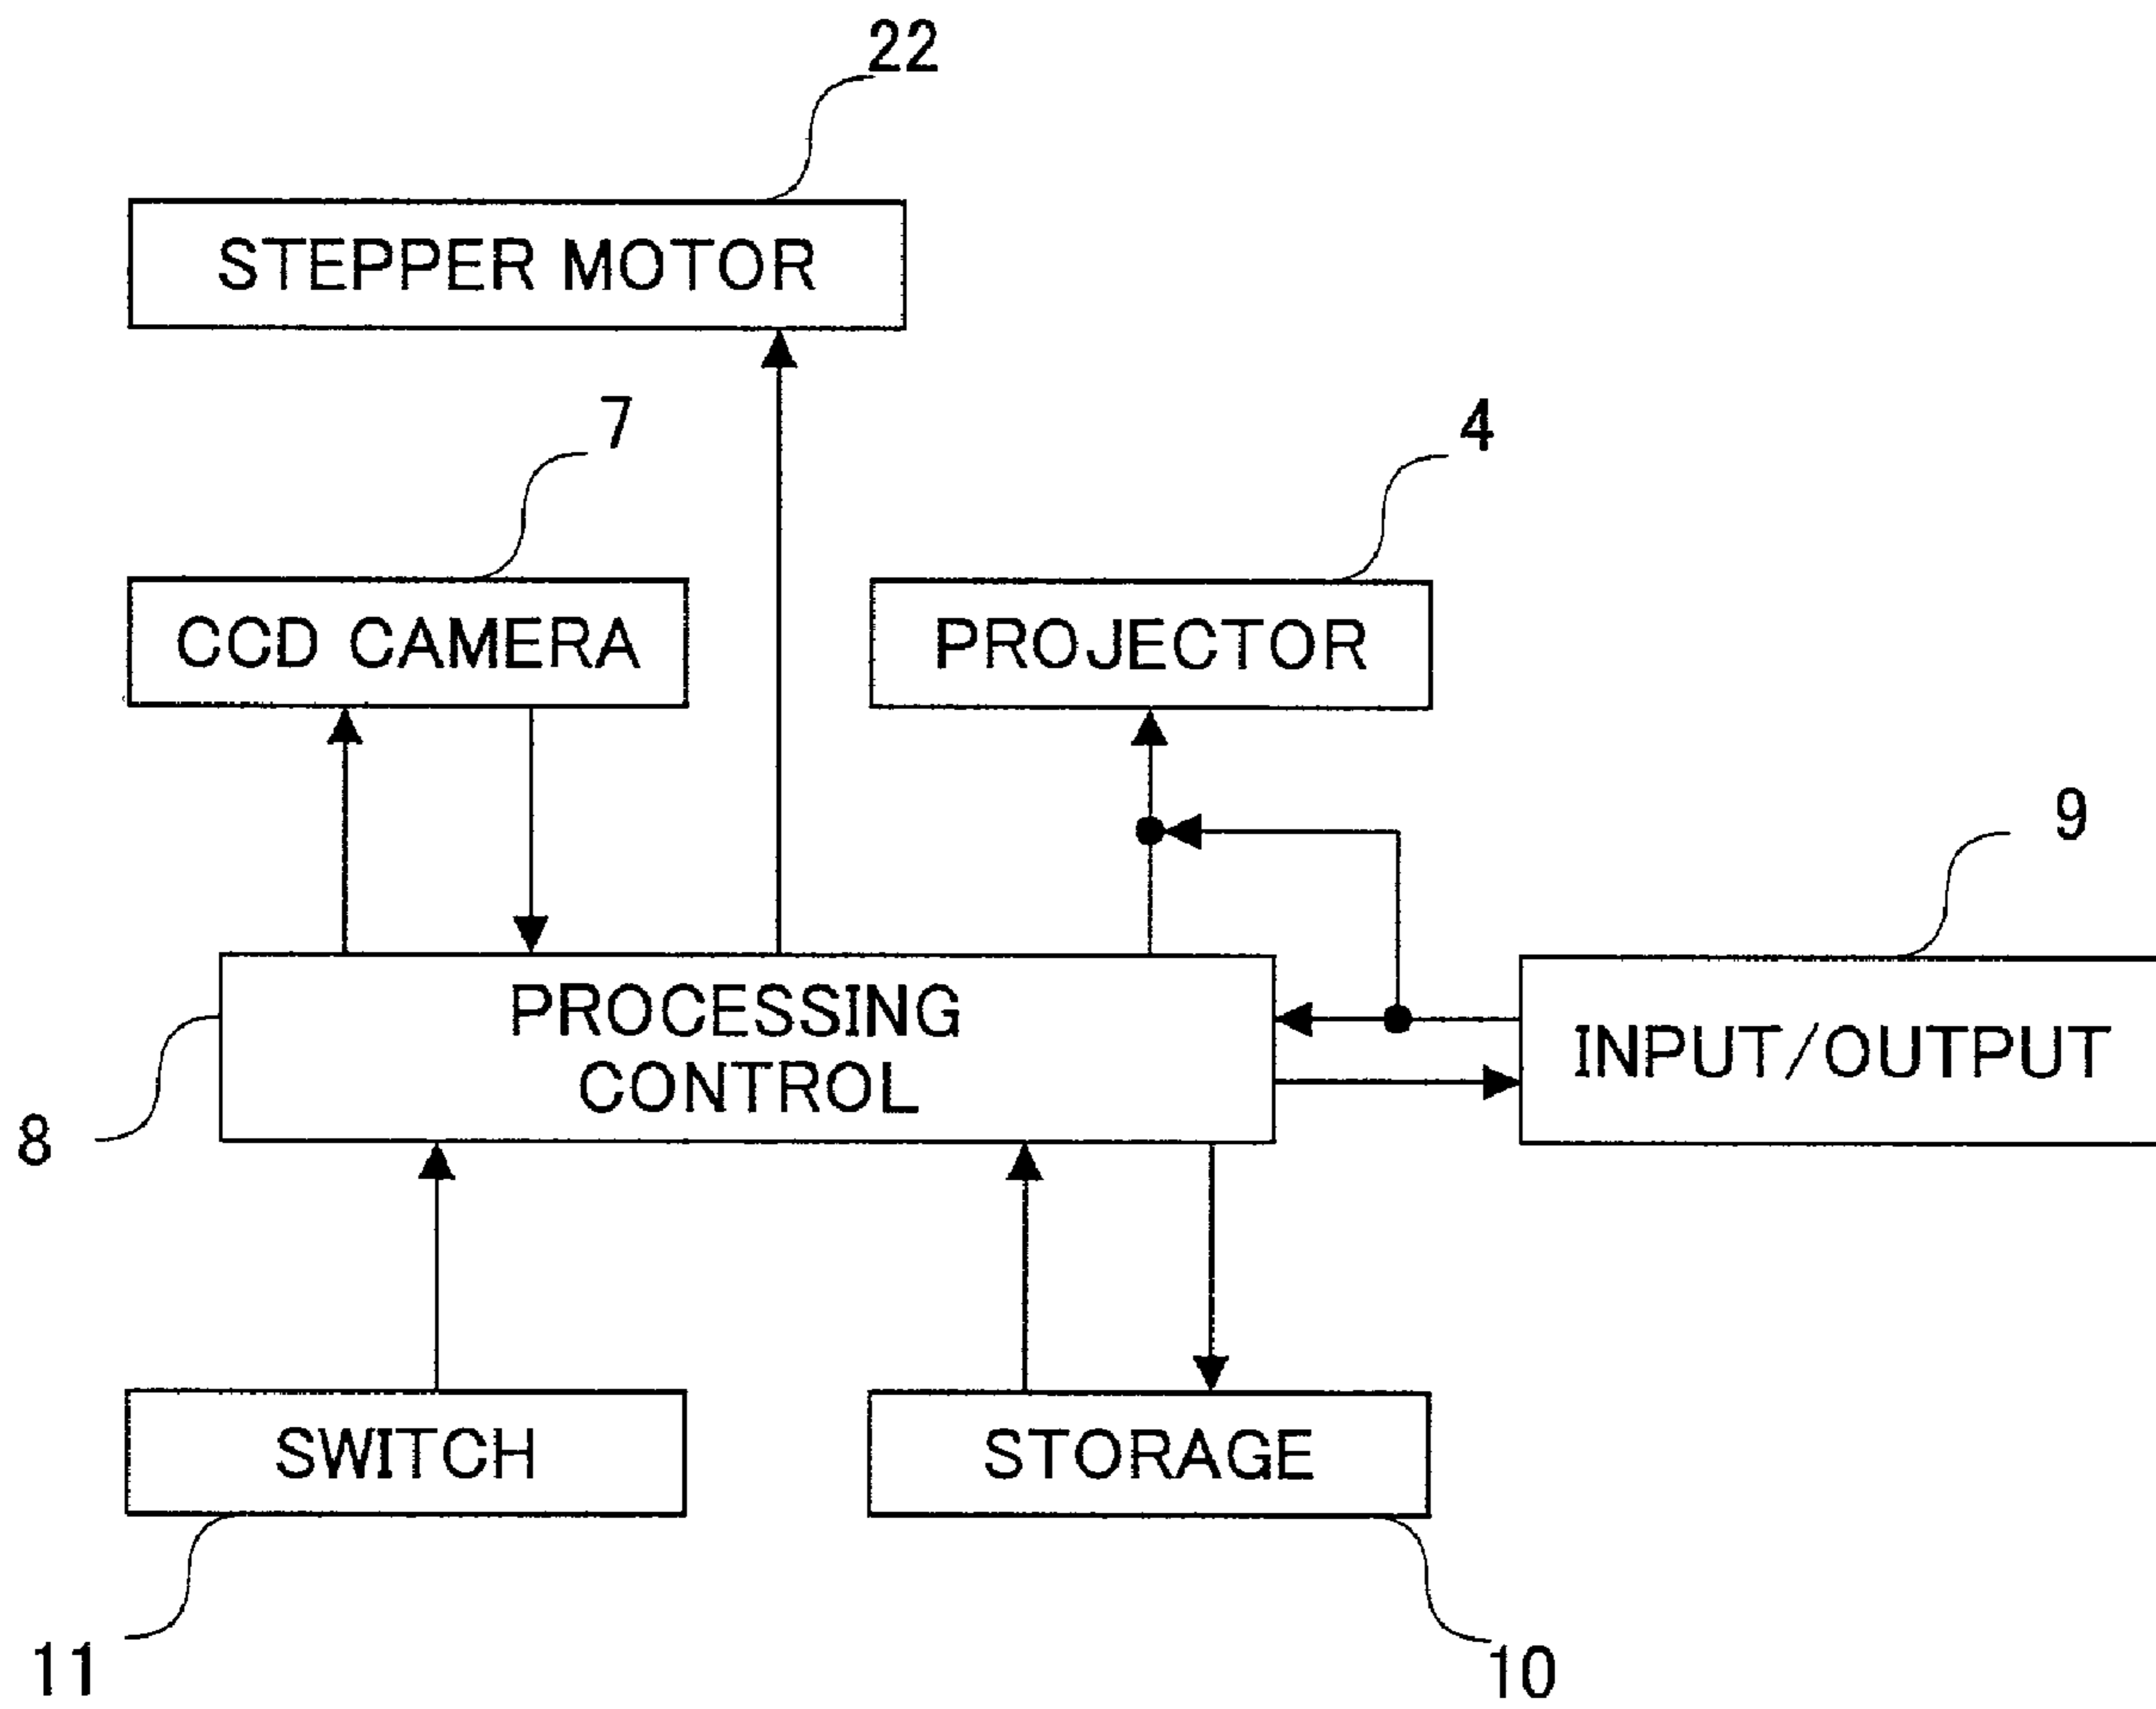 22
STEPPER MOTOR
7
4
CCD CAMERA
PROJECTOR
9
PROCESSING
CONTROL
INPUT/OUTPUT
8
SWITCH
STORAGE
11
10